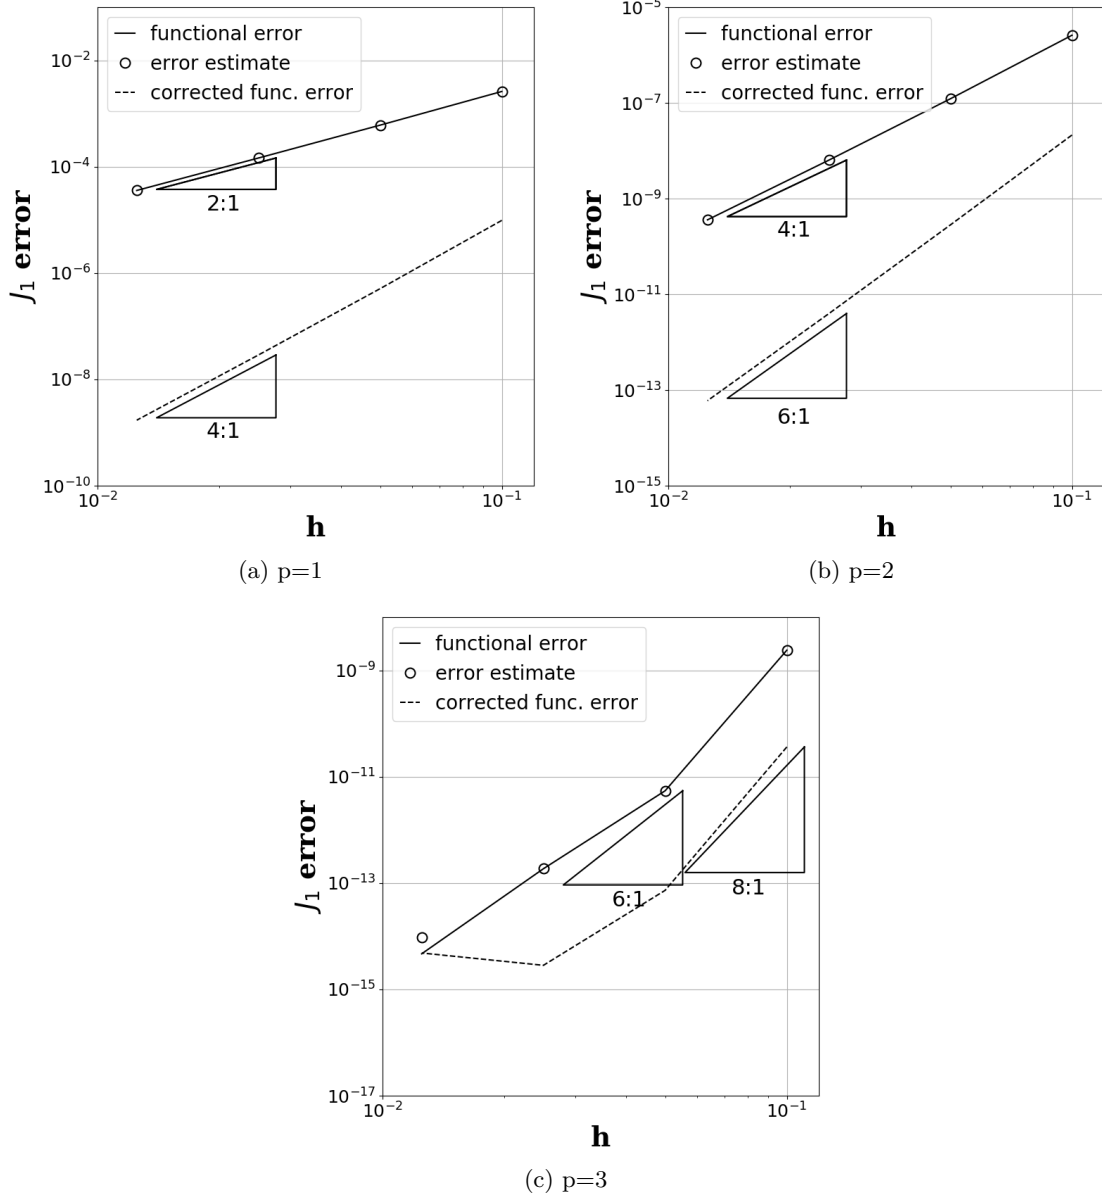 functional error
error estimate
corrected func. error
10⁻²
10⁻⁴
10⁻⁶
10⁻⁸
10⁻¹⁰
J₁ error
2:1
4:1
10⁻²
10⁻¹
h
(a) p=1
functional error
error estimate
corrected func. error
10⁻⁵
10⁻⁷
10⁻⁹
10⁻¹¹
10⁻¹³
10⁻¹⁵
J₁ error
4:1
6:1
10⁻²
10⁻¹
h
(b) p=2
functional error
error estimate
corrected func. error
10⁻⁹
10⁻¹¹
10⁻¹³
10⁻¹⁵
10⁻¹⁷
J₁ error
6:1
8:1
10⁻²
10⁻¹
h
(c) p=3